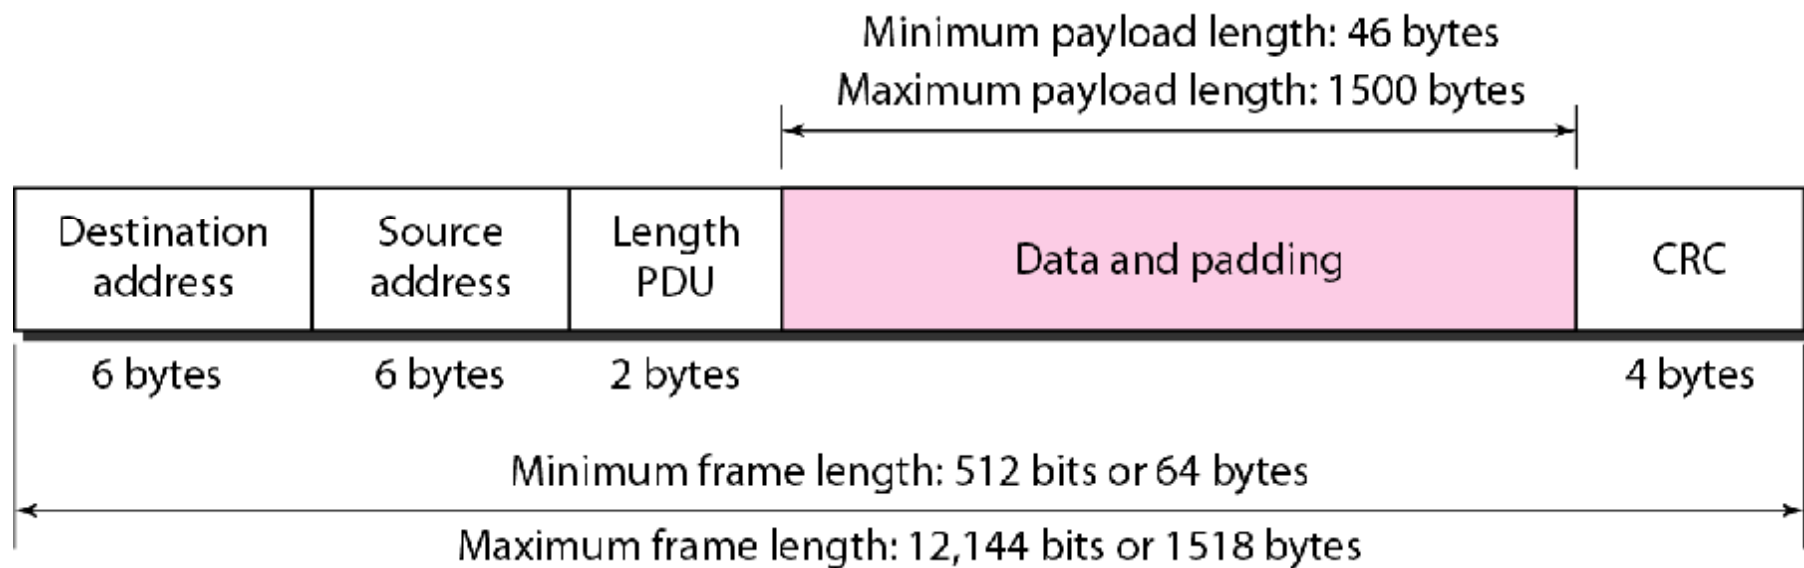 Minimum payload length: 46 bytes
Maximum payload length: 1500 bytes
Destination
address
Source
address
Length
PDU
Data and padding
CRC
6 bytes
6 bytes
2 bytes
4 bytes
Minimum frame length: 512 bits or 64 bytes
Maximum frame length: 12,144 bits or 1518 bytes